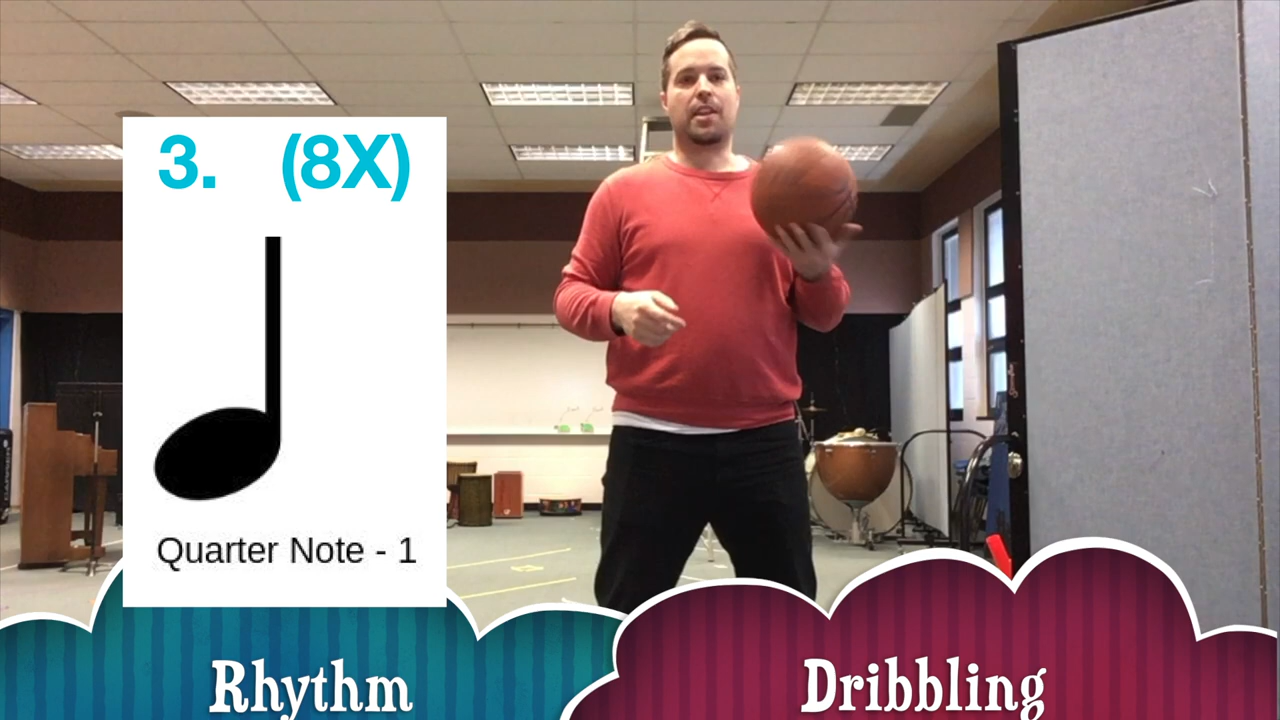 3. (8X)
Quarter Note - 1
Rhythm
Dribbling